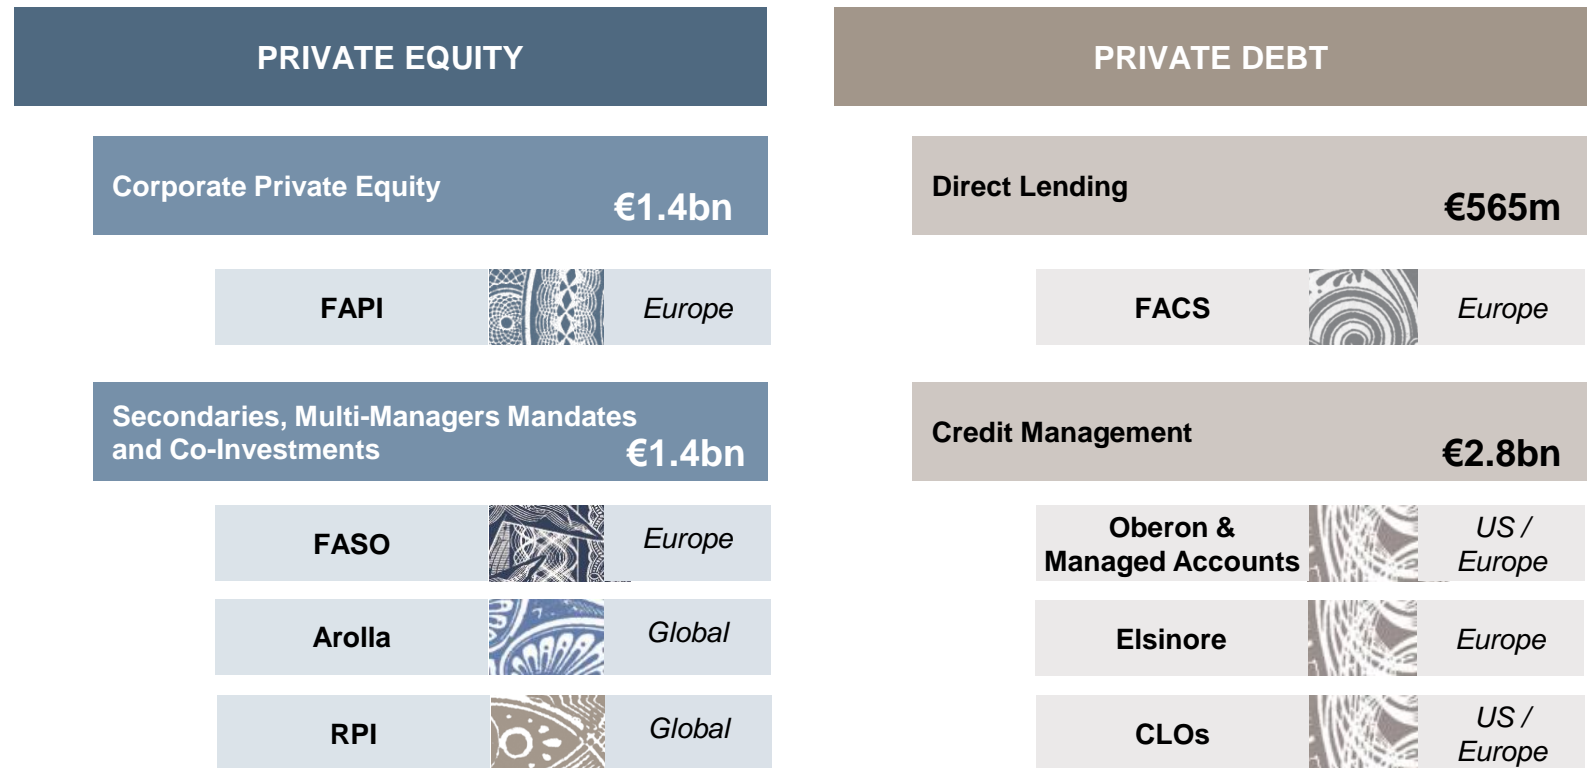 PRIVATE EQUITY
Corporate Private Equity
€1.4bn
FAPI
Europe
Secondaries, Multi-Managers Mandates
and Co-Investments
€1.4bn
FASO
Europe
Arolla
Global
RPI
Global
PRIVATE DEBT
Direct Lending
€565m
FACS
Europe
Credit Management
€2.8bn
Oberon &
Managed Accounts
US /
Europe
Elsinore
Europe
CLOs
US /
Europe